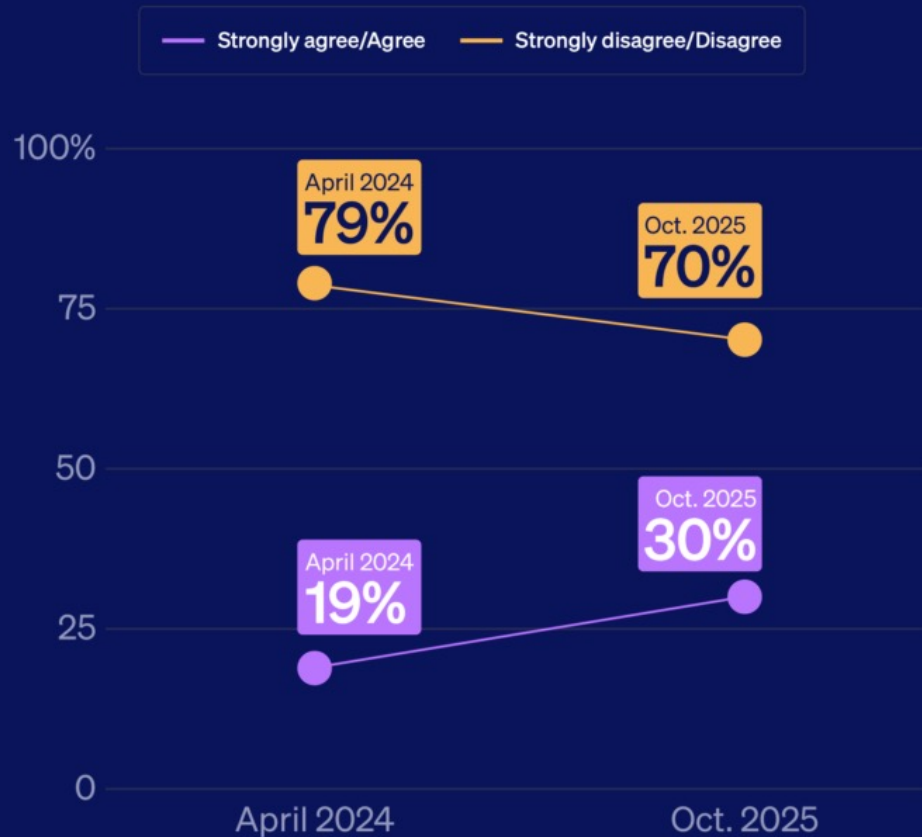 Strongly agree/Agree Strongly disagree/Disagree
100%
April 2024
79%
Oct. 2025
70%
75
50
Oct. 2025
30%
April 2024
19%
25
0
April 2024 Oct. 2025